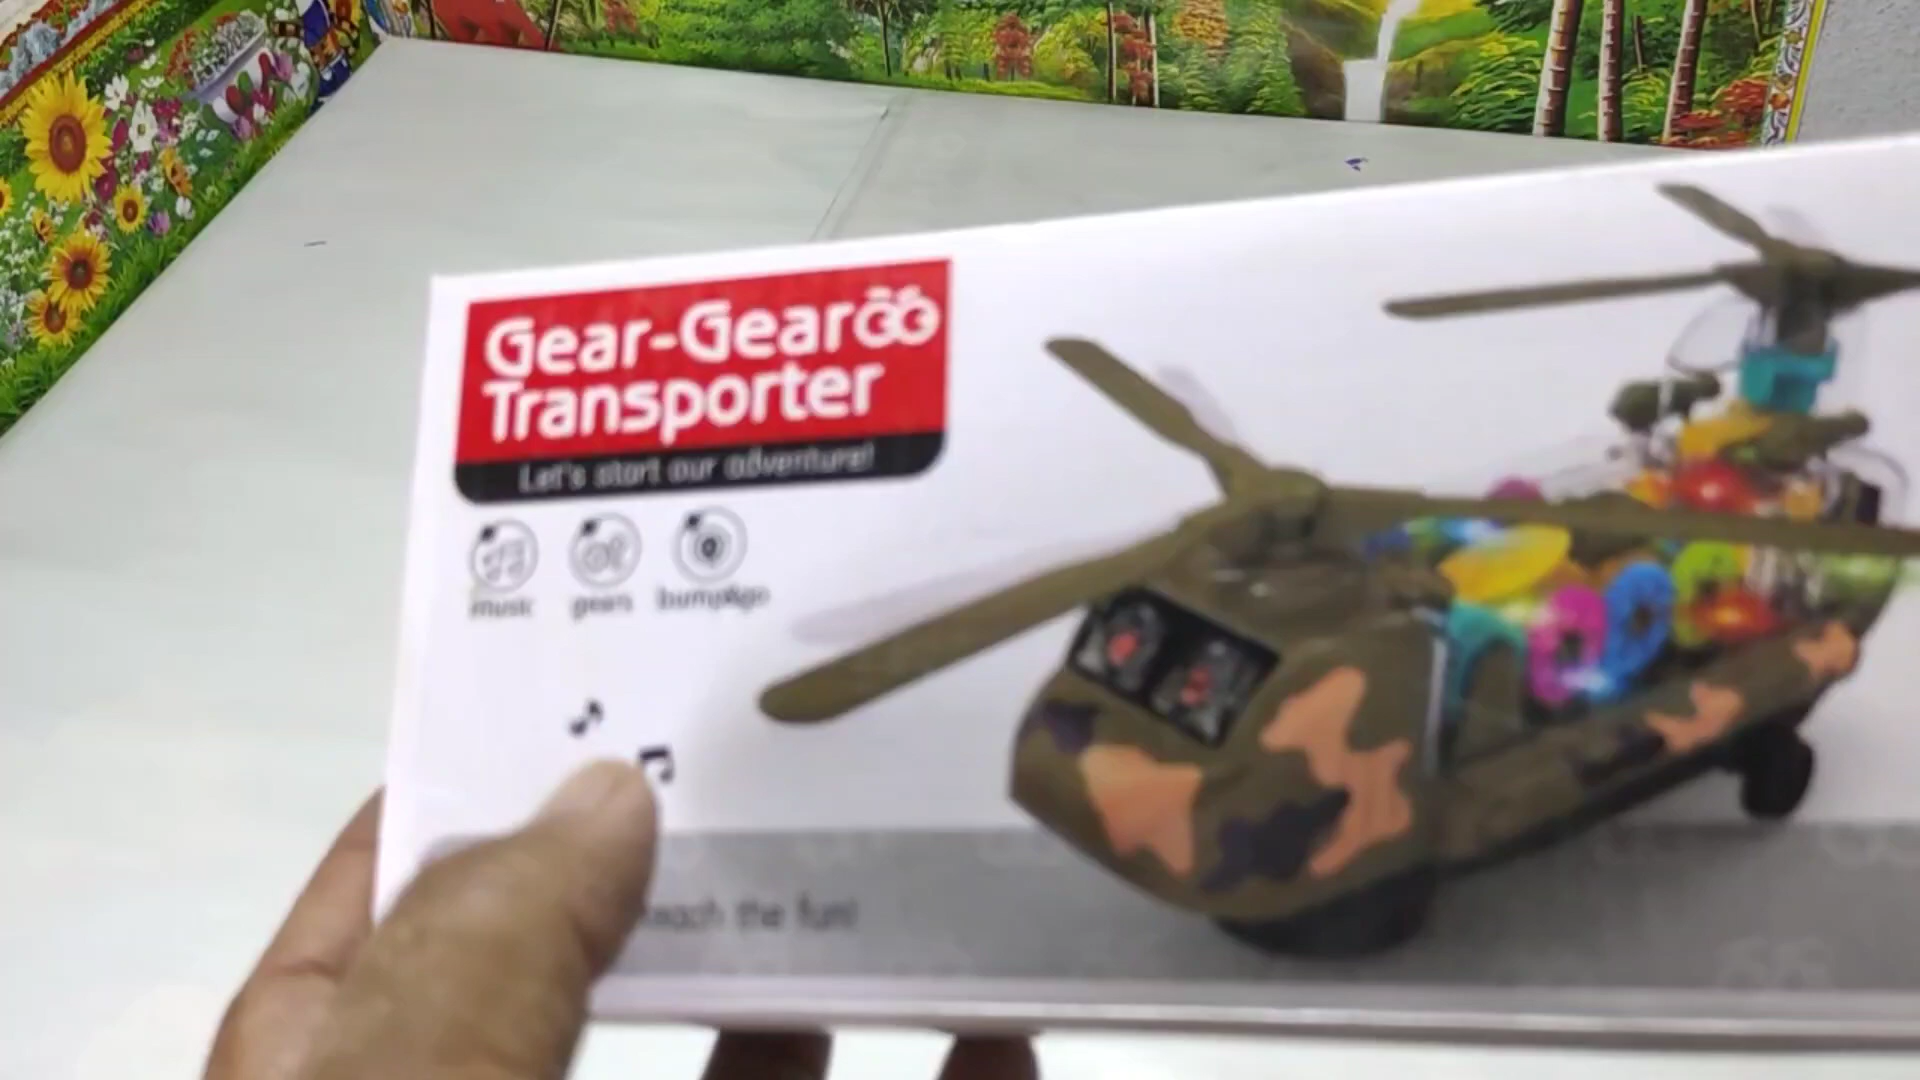 Gear-Gear
Transporter
Let's start our adventure!
music
gears
bump&go
reach the fun!